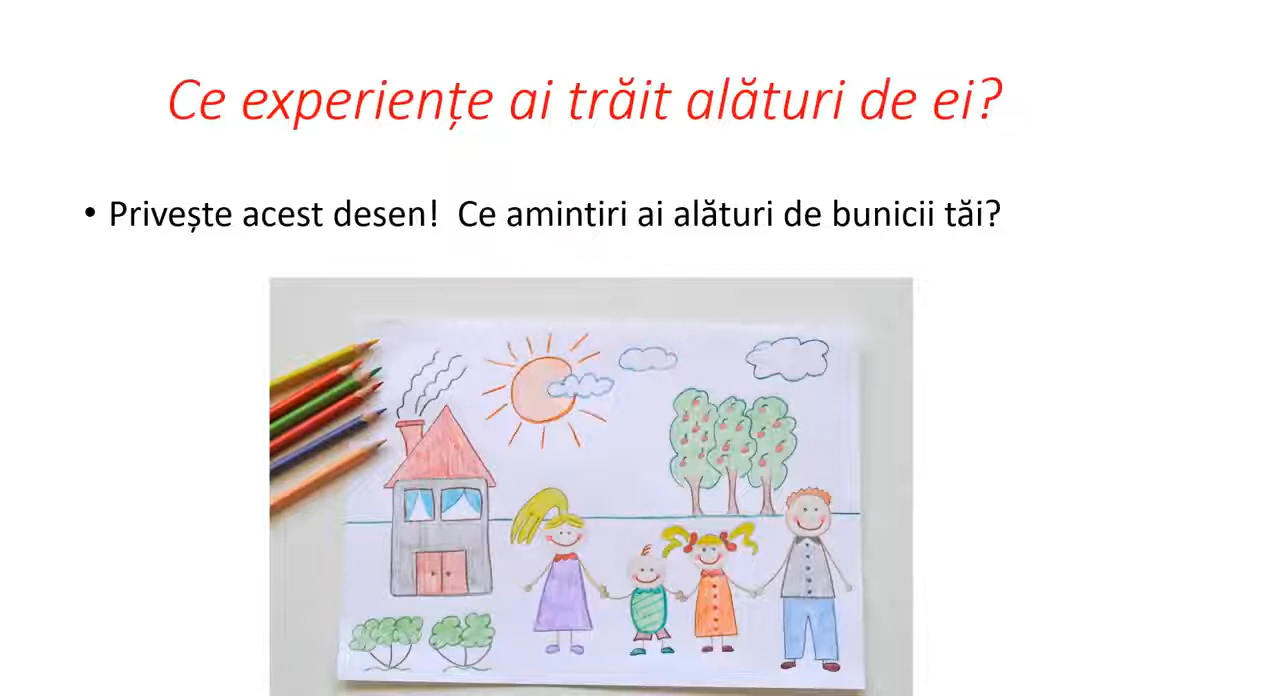 Ce experiențe ai trăit alături de ei?
• Privește acest desen!  Ce amintiri ai alături de bunicii tăi?